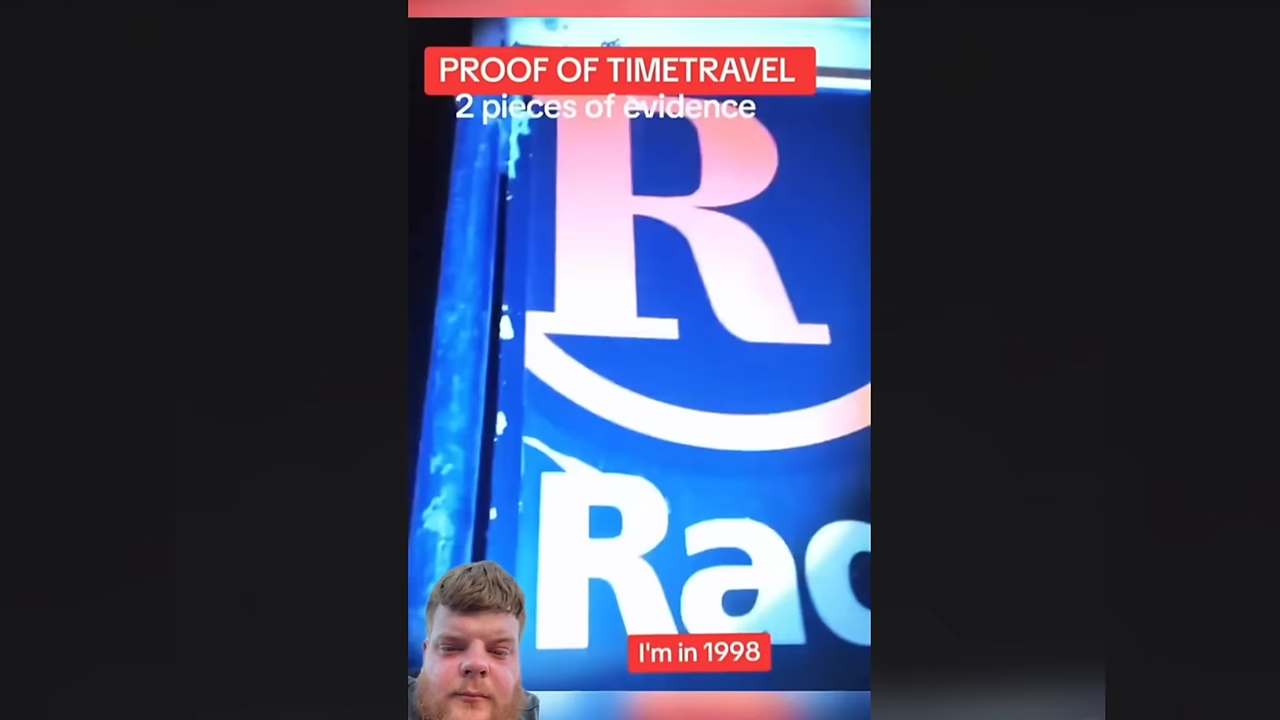 PROOF OF TIMETRAVEL
2 pieces of evidence
R
Rac
I'm in 1998